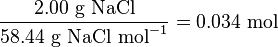 2.00 g NaCl
58.44 g NaCl mol⁻¹ = 0.034 mol